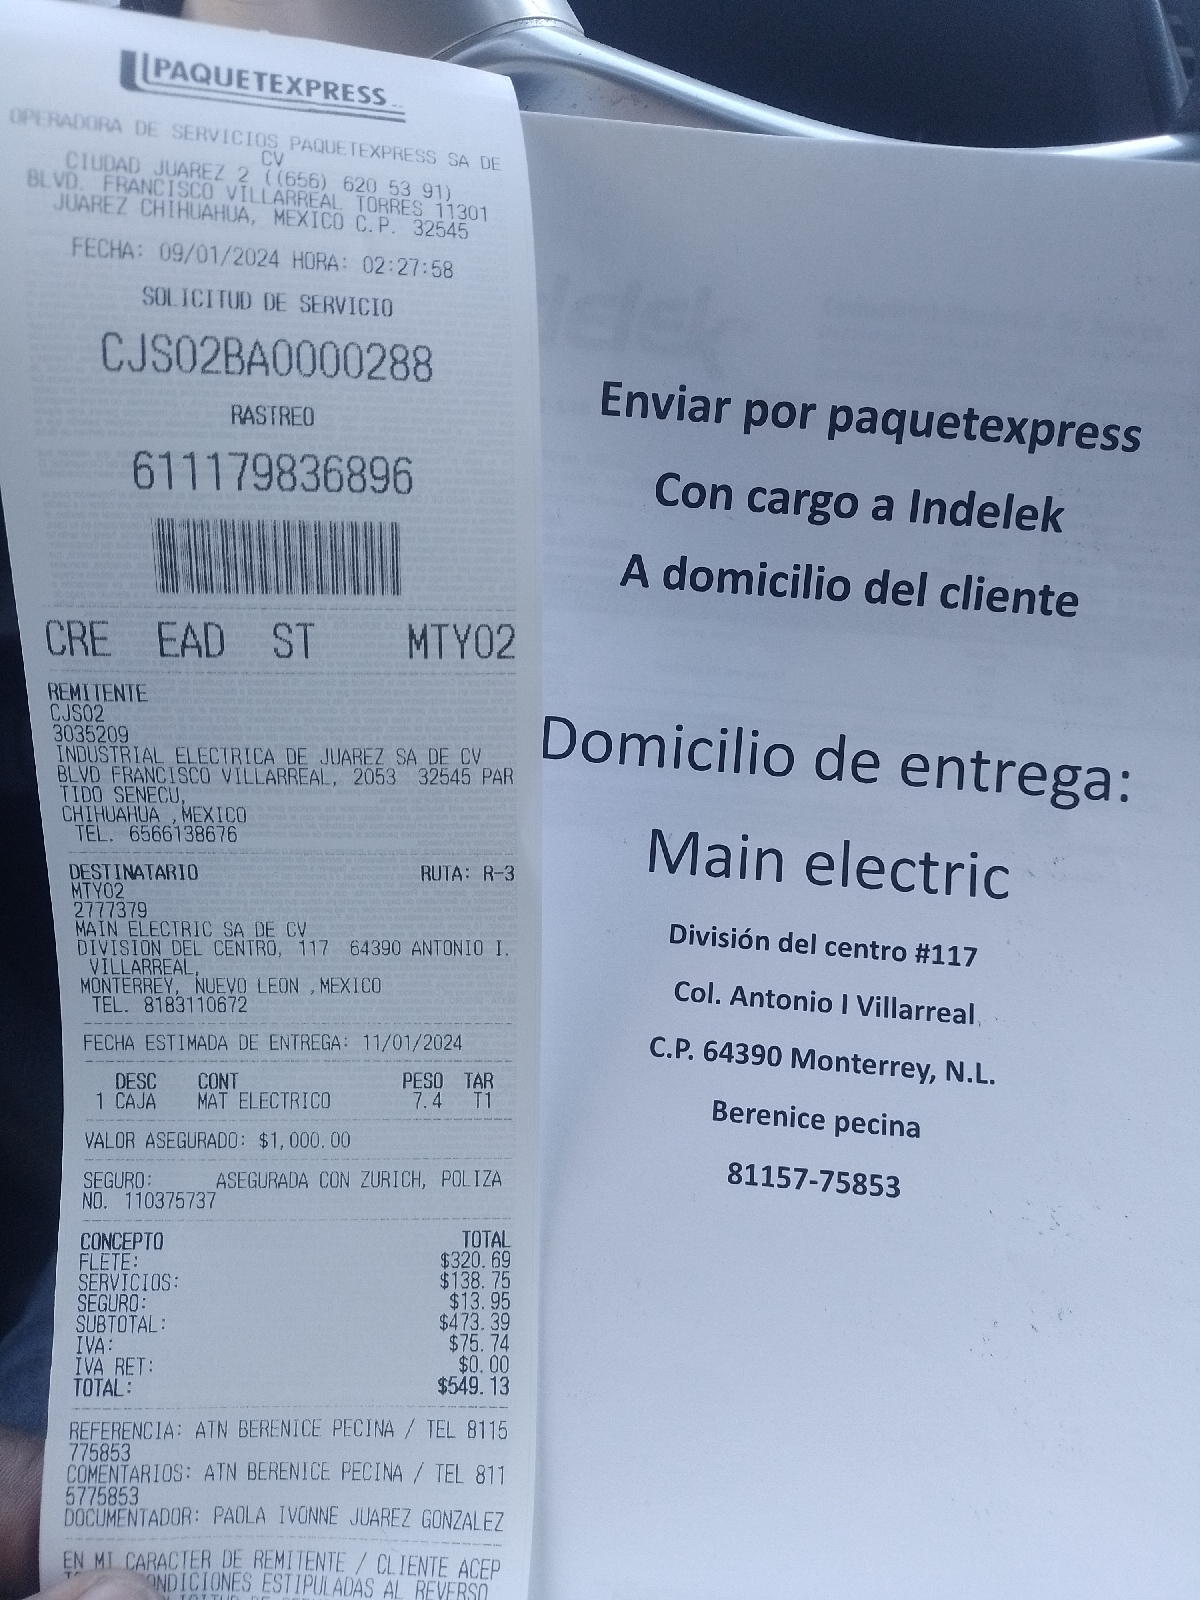 PAQUETEXPRESS
OPERADORA DE SERVICIOS PAQUETEXPRESS SA DE
CV
CIUDAD JUAREZ 2 ((656) 620 53 91)
BLVD. FRANCISCO VILLARREAL TORRES 11301
JUAREZ CHIHUAHUA, MEXICO C.P. 32545
FECHA: 09/01/2024 HORA: 02:27:58
SOLICITUD DE SERVICIO
CJS02BA0000288
RASTREO
611179836896
CRE EAD ST MTY02
REMITENTE
CJS02
3035209
INDUSTRIAL ELECTRICA DE JUAREZ SA DE CV
BLVD FRANCISCO VILLARREAL, 2053 32545 PAR
TIDO SENECU,
CHIHUAHUA ,MEXICO
TEL. 6566138676
DESTINATARIO RUTA: R-3
MTY02
2777379
MAIN ELECTRIC SA DE CV
DIVISION DEL CENTRO, 117 64390 ANTONIO I.
VILLARREAL,
MONTERREY, NUEVO LEON ,MEXICO
TEL. 8183110672
FECHA ESTIMADA DE ENTREGA: 11/01/2024
DESC CONT PESO TAR
1 CAJA MAT ELECTRICO 7.4 T1
VALOR ASEGURADO: $1,000.00
SEGURO: ASEGURADA CON ZURICH, POLIZA
NO. 110375737
CONCEPTO TOTAL
FLETE: $320.69
SERVICIOS: $138.75
SEGURO: $13.95
SUBTOTAL: $473.39
IVA: $75.74
IVA RET: $0.00
TOTAL: $549.13
REFERENCIA: ATN BERENICE PECINA / TEL 8115
775853
COMENTARIOS: ATN BERENICE PECINA / TEL 811
5775853
DOCUMENTADOR: PAOLA IVONNE JUAREZ GONZALEZ
EN MI CARACTER DE REMITENTE / CLIENTE ACEP
ESTIPULADAS AL REVERSO
Enviar por paquetexpress
Con cargo a Indelek
A domicilio del cliente
Domicilio de entrega:
Main electric
División del centro #117
Col. Antonio I Villarreal
C.P. 64390 Monterrey, N.L.
Berenice pecina
81157-75853